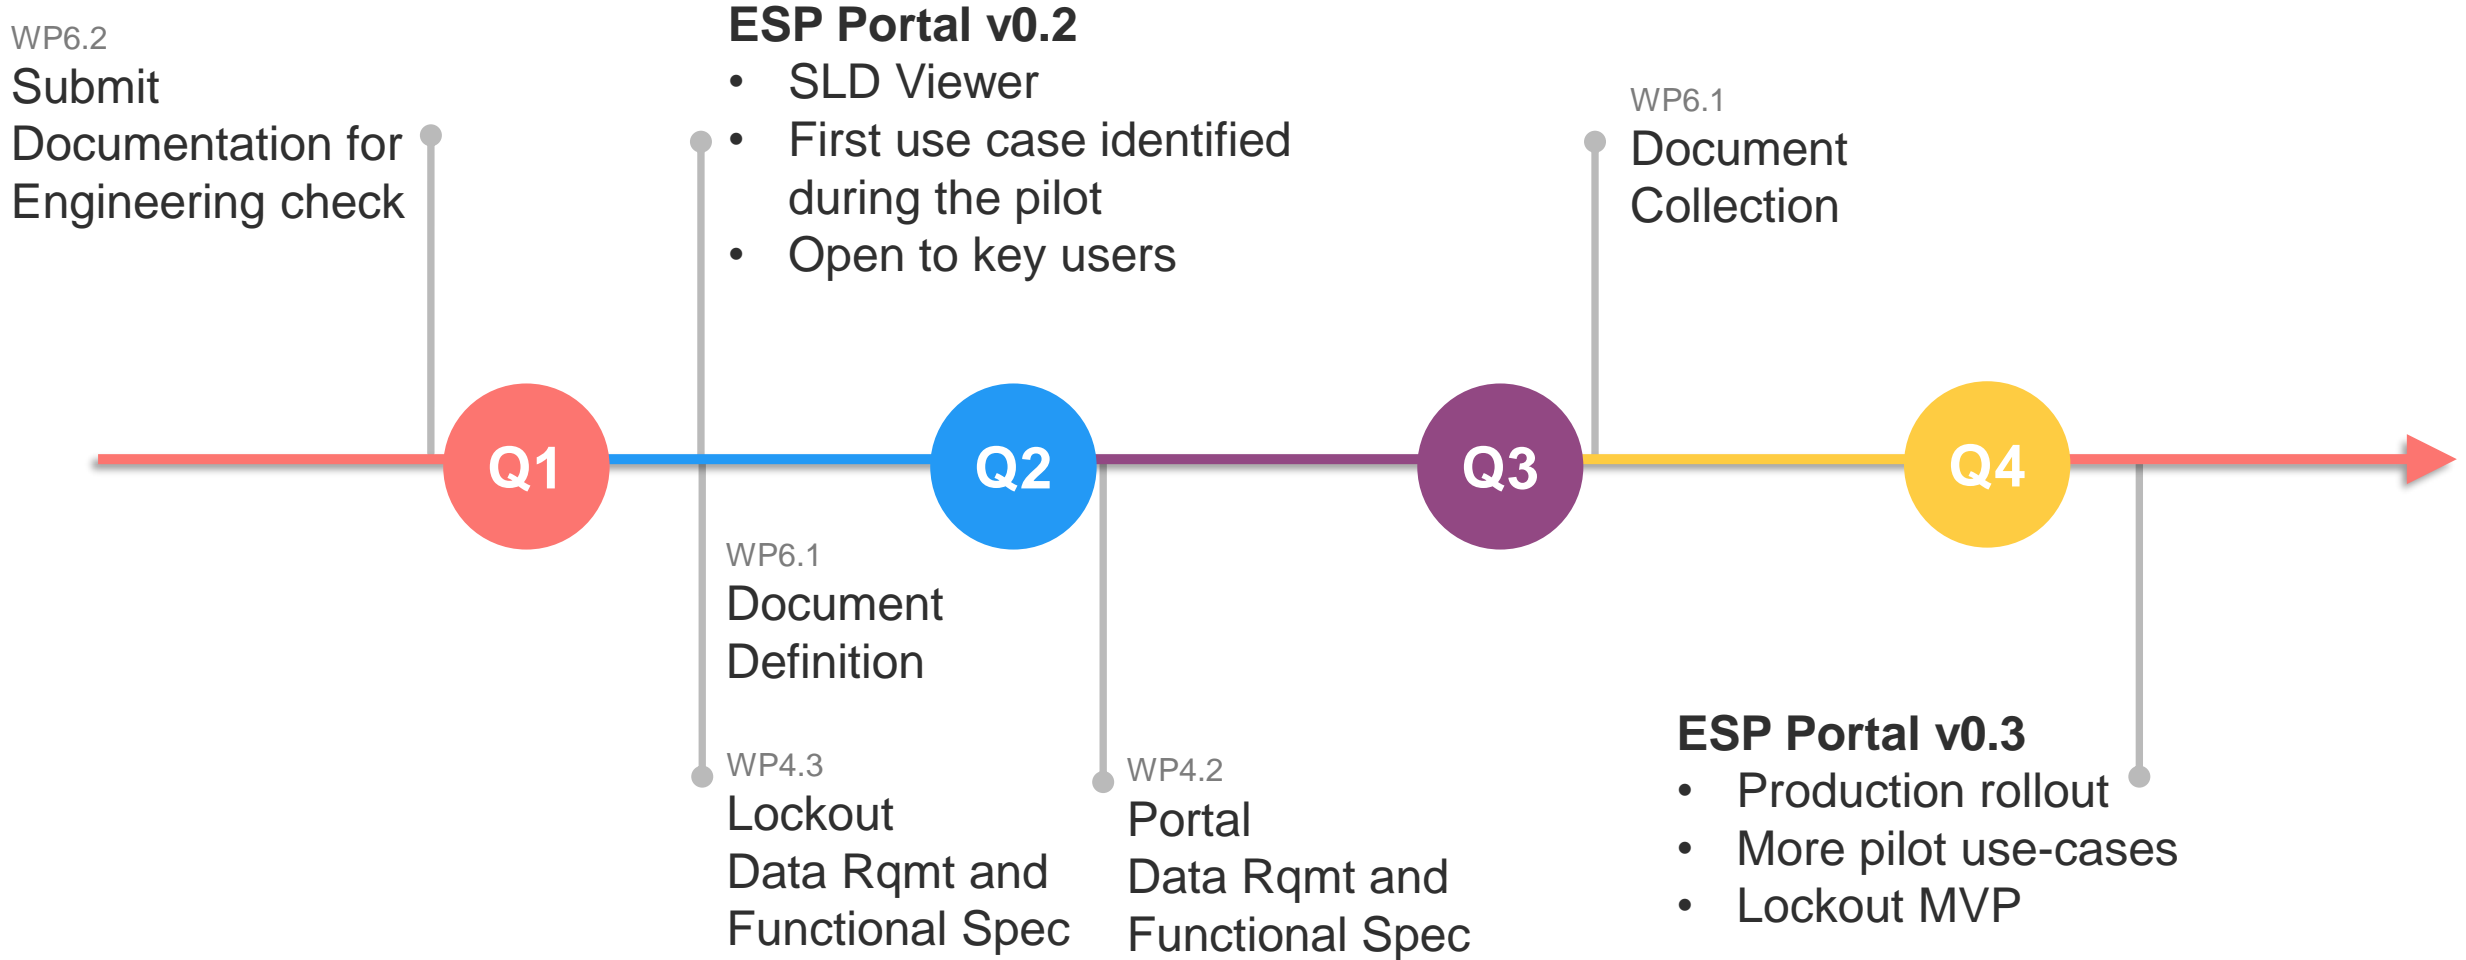 WP6.2
Submit
Documentation for
Engineering check
ESP Portal v0.2
• SLD Viewer
• First use case identified
during the pilot
• Open to key users
WP6.1
Document
Collection
Q1
Q2
Q3
Q4
WP6.1
Document
Definition
WP4.3
Lockout
Data Rqmt and
Functional Spec
WP4.2
Portal
Data Rqmt and
Functional Spec
ESP Portal v0.3
• Production rollout
• More pilot use-cases
• Lockout MVP